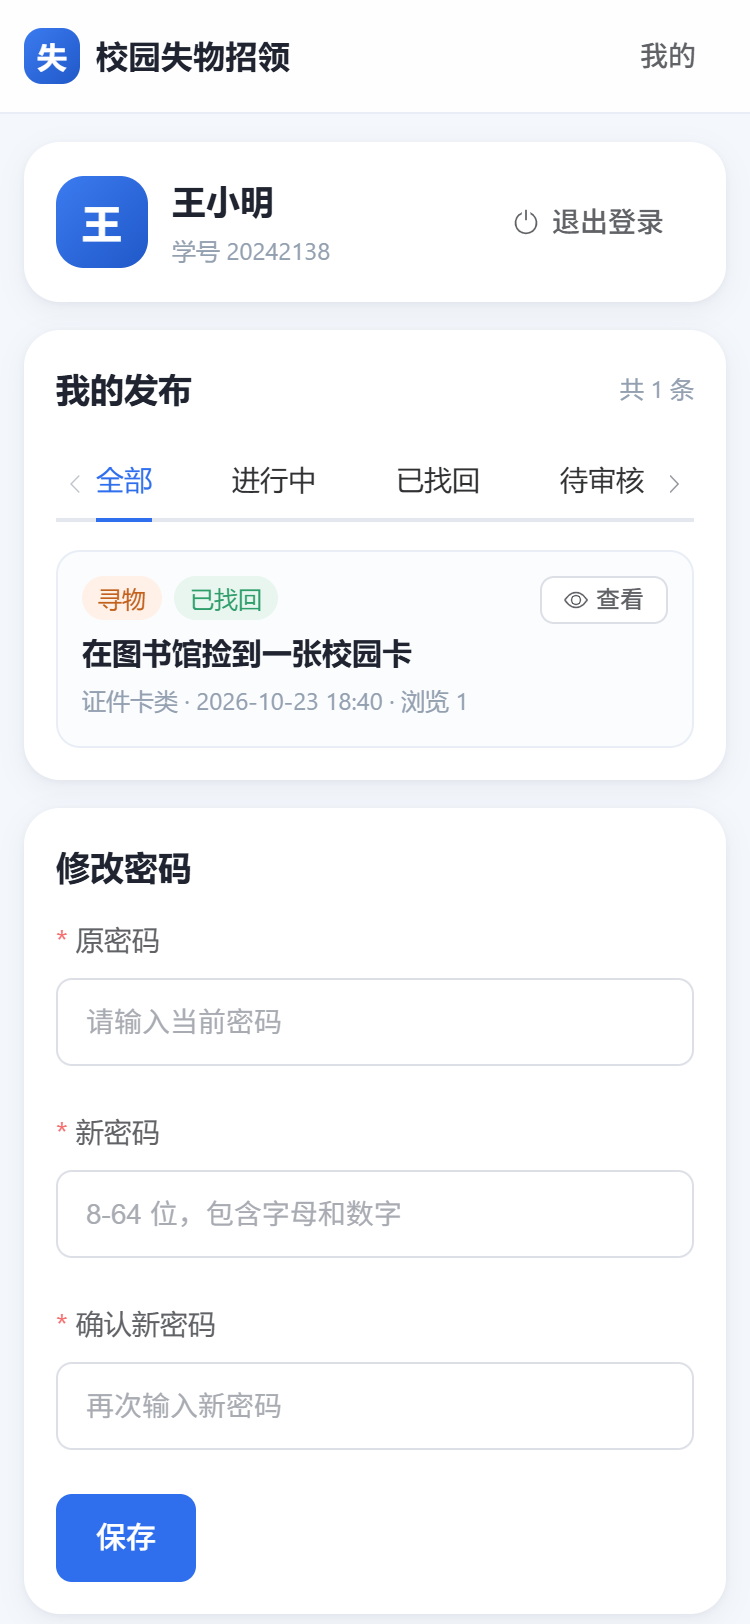 失 校园失物招领 我的
王 王小明
学号 20242138
退出登录
我的发布 共 1 条
全部 进行中 已找回 待审核
寻物 已找回 查看
在图书馆捡到一张校园卡
证件卡类 · 2026-10-23 18:40 · 浏览 1
修改密码
* 原密码
请输入当前密码
* 新密码
8-64 位，包含字母和数字
* 确认新密码
再次输入新密码
保存